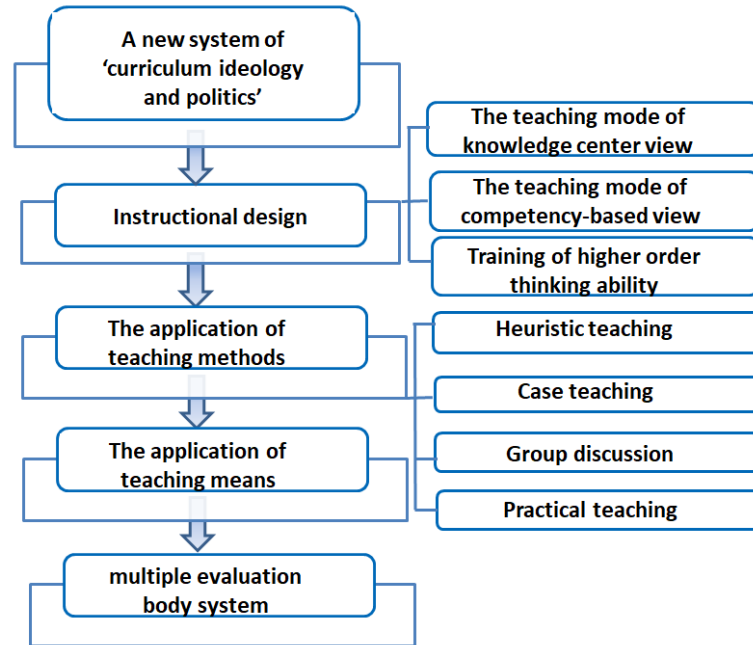 A new system of
‘curriculum ideology
and politics’
The teaching mode of
knowledge center view
Instructional design
The teaching mode of
competency-based view
Training of higher order
thinking ability
The application of
teaching methods
Heuristic teaching
Case teaching
The application of
teaching means
Group discussion
Practical teaching
multiple evaluation
body system